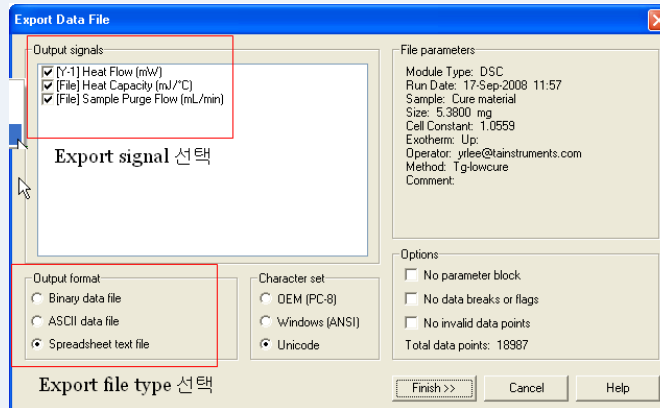 Export Data File
Output signals
[Y-1] Heat Flow (mW)
[File] Heat Capacity (mJ/°C)
[File] Sample Purge Flow (mL/min)
Export signal 선택
File parameters
Module Type: DSC
Run Date: 17-Sep-2008 11:57
Sample: Cure material
Size: 5.3800 mg
Cell Constant: 1.0559
Exotherm: Up:
Operator: yrlee@tainstruments.com
Method: Tg-lowcure
Comment:
Output format
Binary data file
ASCII data file
Spreadsheet text file
Character set
OEM (PC-8)
Windows (ANSI)
Unicode
Options
No parameter block
No data breaks or flags
No invalid data points
Total data points: 18987
Export file type 선택
Finish >>
Cancel
Help